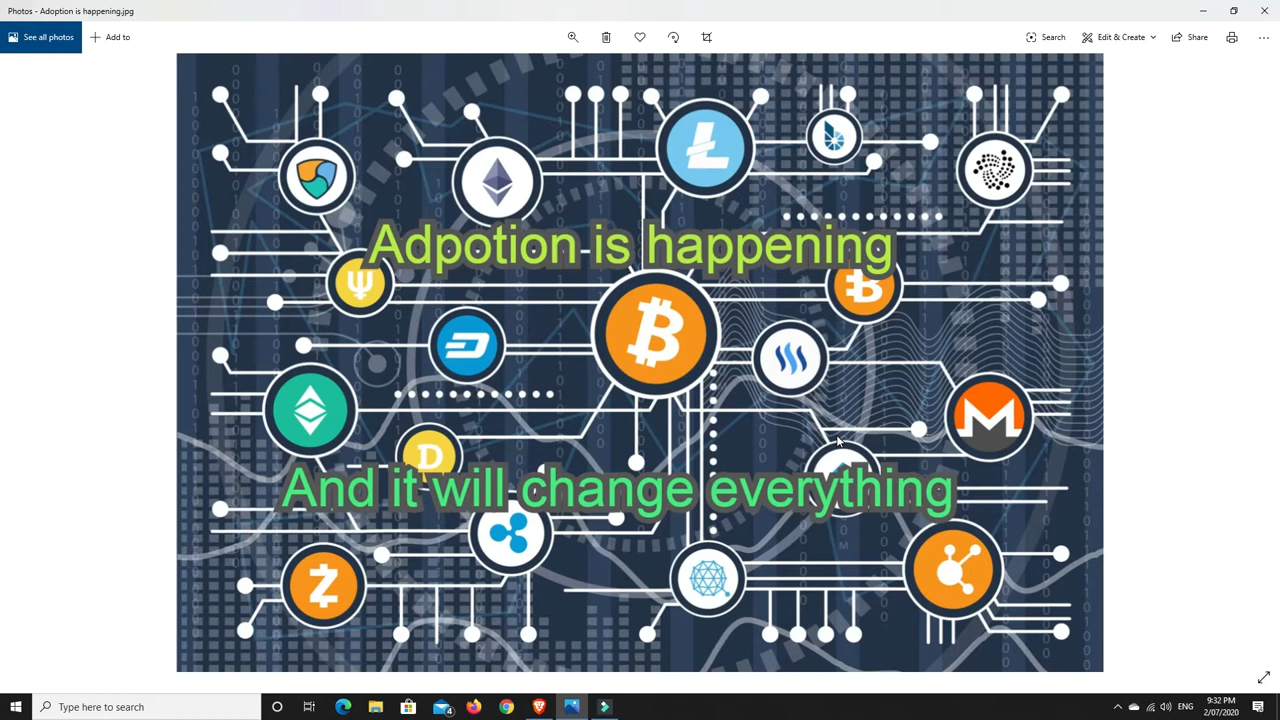 Photos - Adoption is happening.jpg
See all photos
Add to
Search
Edit & Create
Share
Adpotion is happening
And it will change everything
Type here to search
4
ENG
9:32 PM
2/07/2020